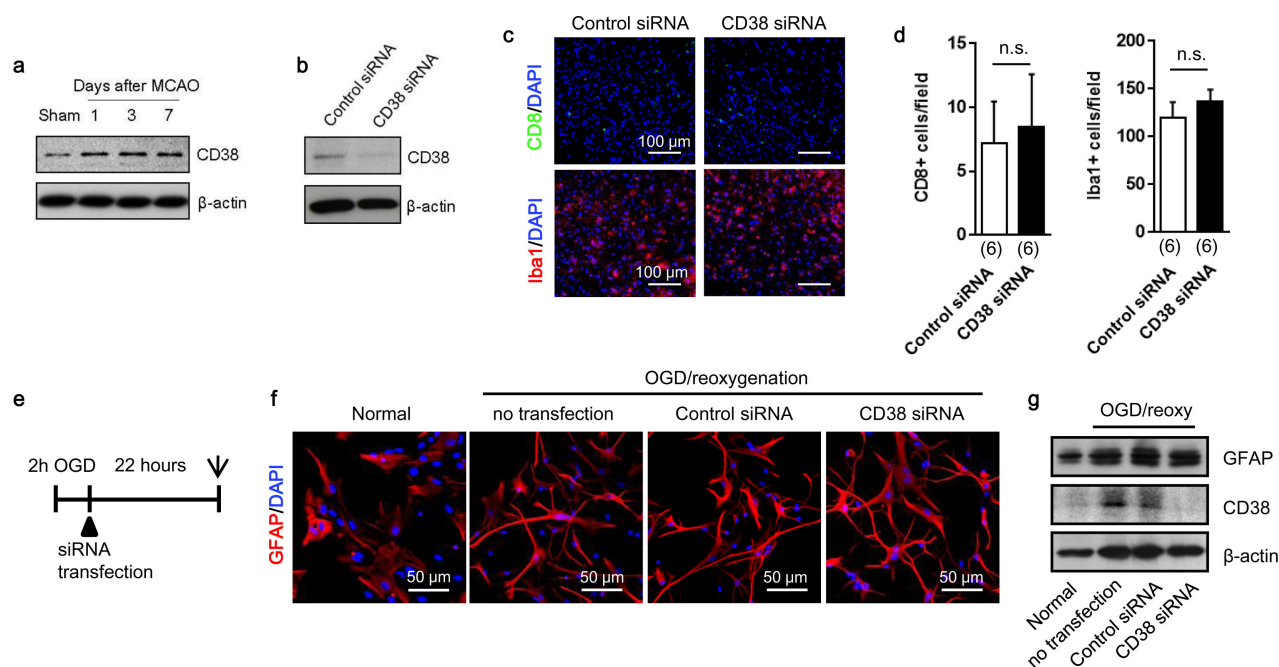 a
Days after MCAO
Sham 1 3 7
CD38
β-actin
b
Control siRNA
CD38 siRNA
CD38
β-actin
c
Control siRNA
CD38 siRNA
CD8/DAPI
100 μm
Iba1/DAPI
100 μm
d
CD8+ cells/field
15
10
5
0
n.s.
(6)
(6)
Control siRNA
CD38 siRNA
Iba1+ cells/field
200
150
100
50
0
n.s.
(6)
(6)
Control siRNA
CD38 siRNA
e
2h OGD
22 hours
siRNA
transfection
f
OGD/reoxygenation
Normal
no transfection
Control siRNA
CD38 siRNA
GFAP/DAPI
50 μm
50 μm
50 μm
50 μm
g
OGD/reoxy
GFAP
CD38
β-actin
Normal
no transfection
Control siRNA
CD38 siRNA